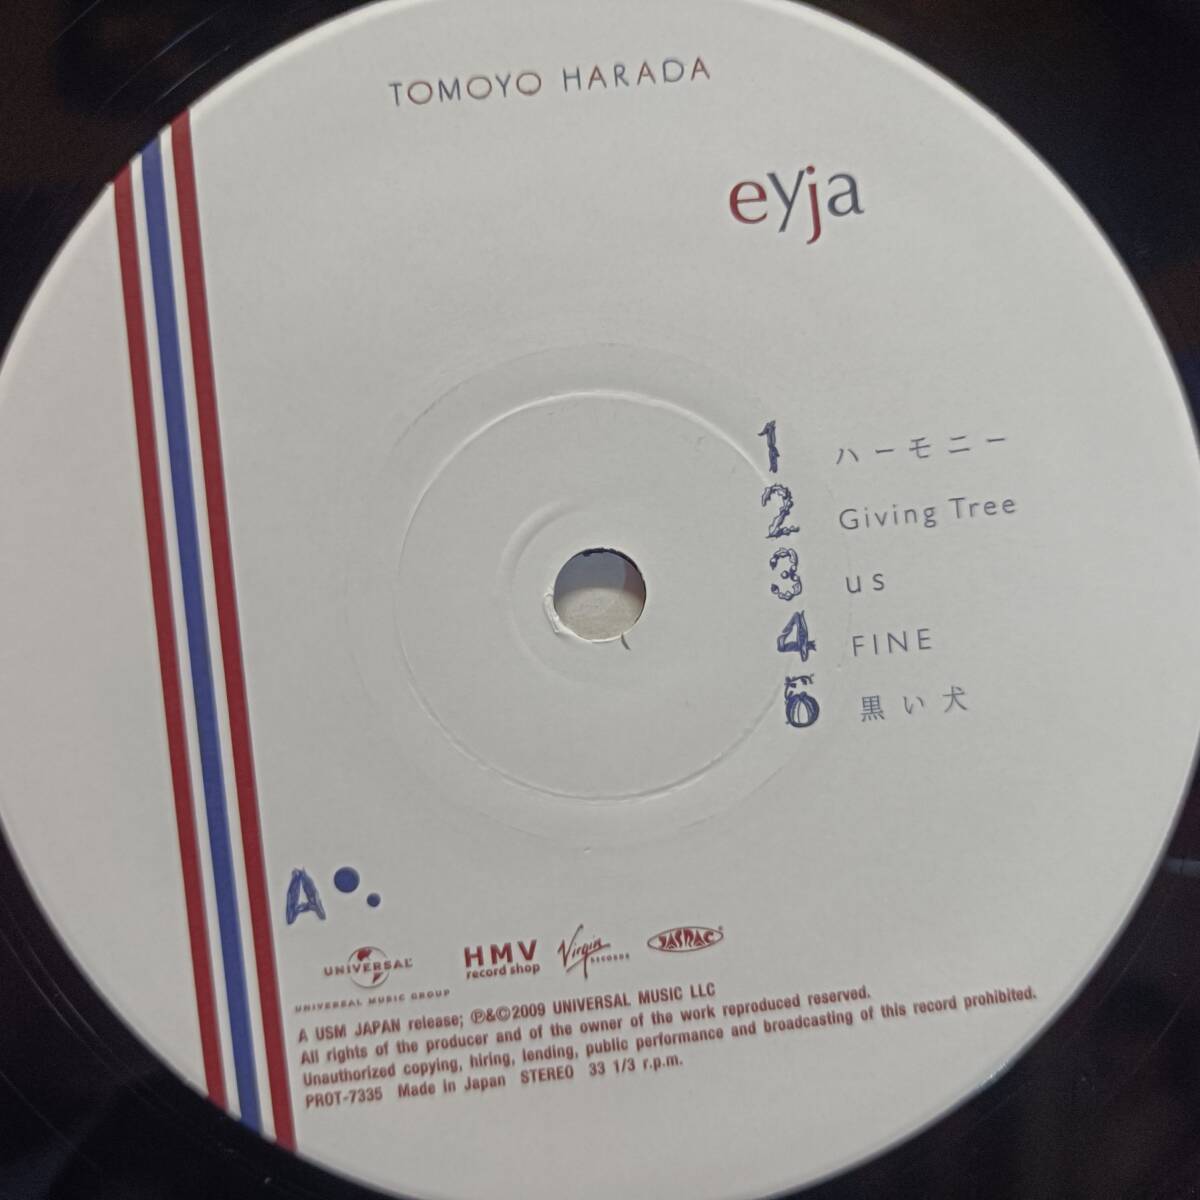 TOMOYO HARADA
eyja
1 ハーモニー
2 Giving Tree
3 us
4 FINE
5 黒い犬
A
UNIVERSAL
UNIVERSAL MUSIC GROUP
HMV
record shop
Virgin
RECORDS
JASRAC
A USM JAPAN release; ℗&©2009 UNIVERSAL MUSIC LLC
All rights of the producer and of the owner of the work reproduced reserved.
Unauthorized copying, hiring, lending, public performance and broadcasting of this record prohibited.
PROT-7335 Made in Japan STEREO 33 1/3 r.p.m.